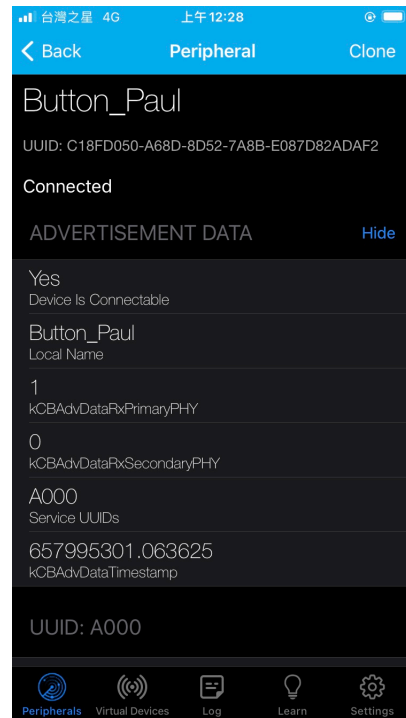 台灣之星 4G 上午12:28
Back Peripheral Clone
Button_Paul
UUID: C18FD050-A68D-8D52-7A8B-E087D82ADAF2
Connected
ADVERTISEMENT DATA Hide
Yes
Device Is Connectable
Button_Paul
Local Name
1
kCBAdvDataRxPrimaryPHY
0
kCBAdvDataRxSecondaryPHY
A000
Service UUIDs
657995301.063625
kCBAdvDataTimestamp
UUID: A000
Peripherals Virtual Devices Log Learn Settings